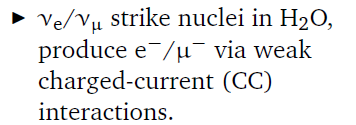 ▶ νe/νμ strike nuclei in H₂O,
produce e⁻/μ⁻ via weak
charged-current (CC)
interactions.